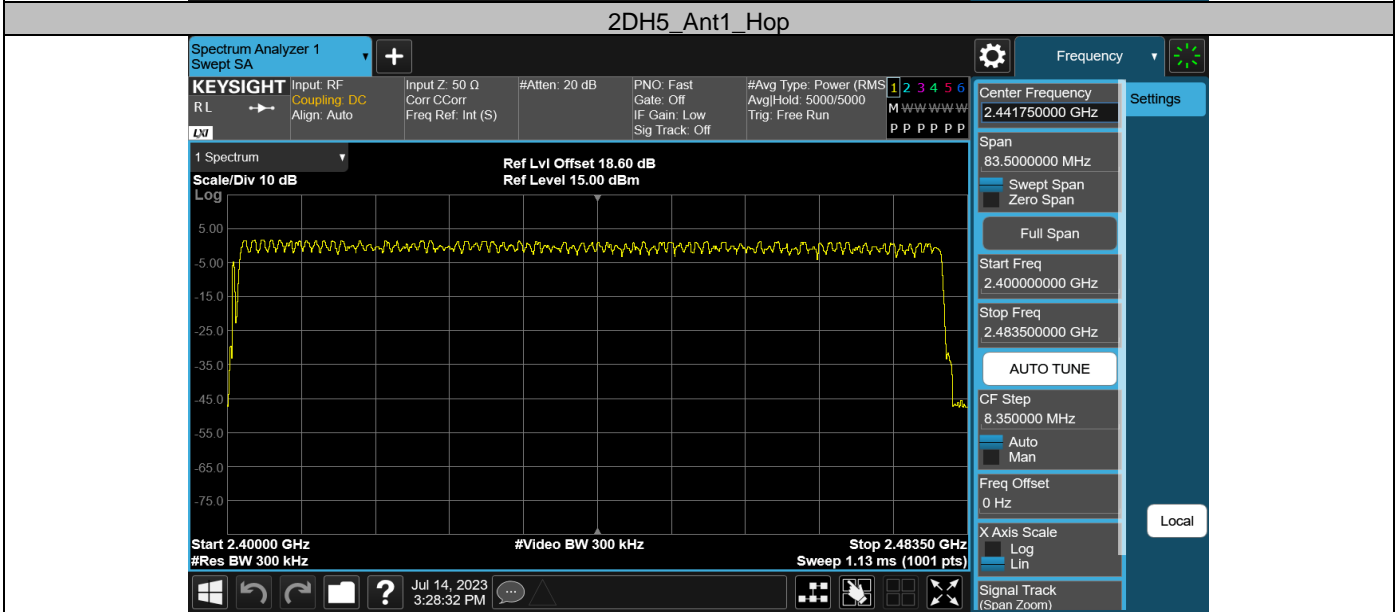 2DH5_Ant1_Hop
Spectrum Analyzer 1
Swept SA
+
Frequency
KEYSIGHT
RL
LXI
Input: RF
Coupling: DC
Align: Auto
Input Z: 50 Ω
Corr CCorr
Freq Ref: Int (S)
#Atten: 20 dB
PNO: Fast
Gate: Off
IF Gain: Low
Sig Track: Off
#Avg Type: Power (RMS
Avg|Hold: 5000/5000
Trig: Free Run
1 2 3 4 5 6
M W W W W W
P P P P P P
1 Spectrum
Scale/Div 10 dB
Log
Ref Lvl Offset 18.60 dB
Ref Level 15.00 dBm
5.00
-5.00
-15.0
-25.0
-35.0
-45.0
-55.0
-65.0
-75.0
Start 2.40000 GHz
#Res BW 300 kHz
#Video BW 300 kHz
Stop 2.48350 GHz
Sweep 1.13 ms (1001 pts)
Center Frequency
2.441750000 GHz
Settings
Span
83.5000000 MHz
Swept Span
Zero Span
Full Span
Start Freq
2.400000000 GHz
Stop Freq
2.483500000 GHz
AUTO TUNE
CF Step
8.350000 MHz
Auto
Man
Freq Offset
0 Hz
X Axis Scale
Log
Lin
Signal Track
(Span Zoom)
Local
?
Jul 14, 2023
3:28:32 PM